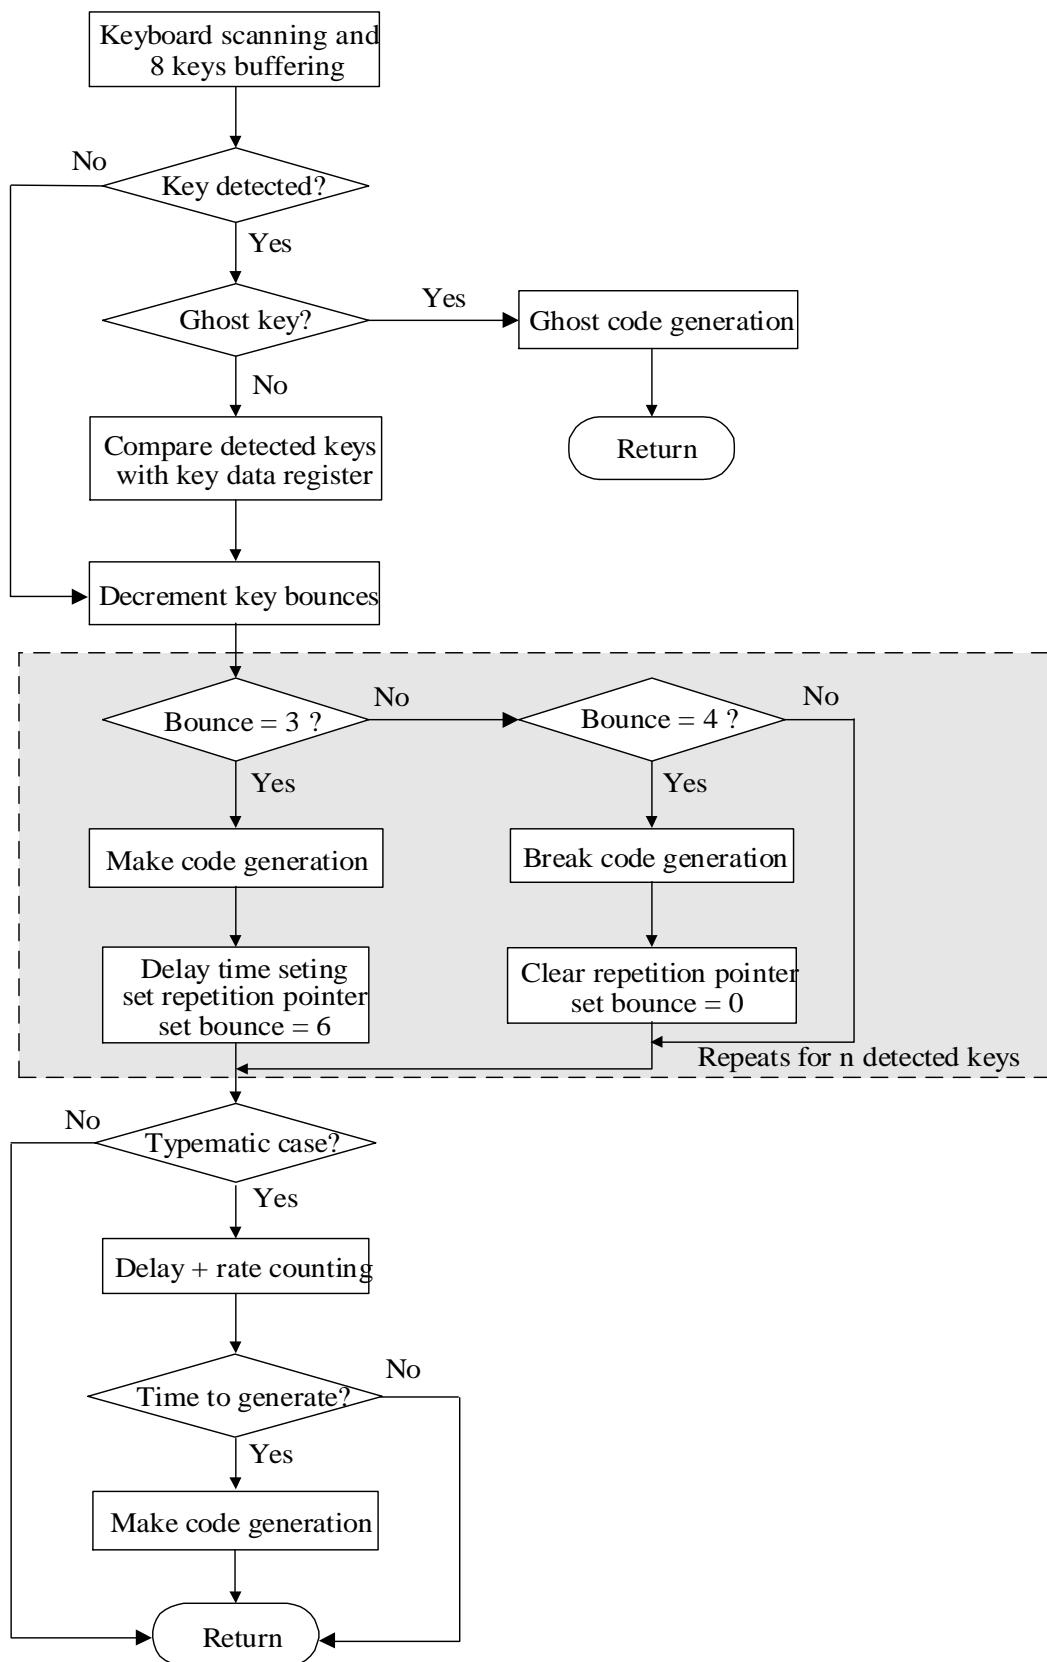 Keyboard scanning and
8 keys buffering
No
Key detected?
Yes
Ghost key?
Yes
Ghost code generation
No
Return
Compare detected keys
with key data register
Decrement key bounces
Bounce = 3 ?
No
Bounce = 4 ?
No
Yes
Yes
Make code generation
Break code generation
Delay time seting
set repetition pointer
set bounce = 6
Clear repetition pointer
set bounce = 0
Repeats for n detected keys
No
Typematic case?
Yes
Delay + rate counting
No
Time to generate?
Yes
Make code generation
Return